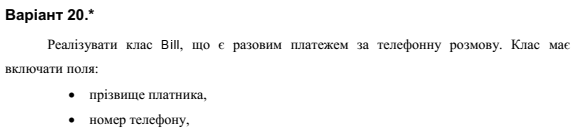 Варіант 20.*
Реалізувати клас Bill, що є разовим платежем за телефонну розмову. Клас має
включати поля:
• прізвище платника,
• номер телефону,